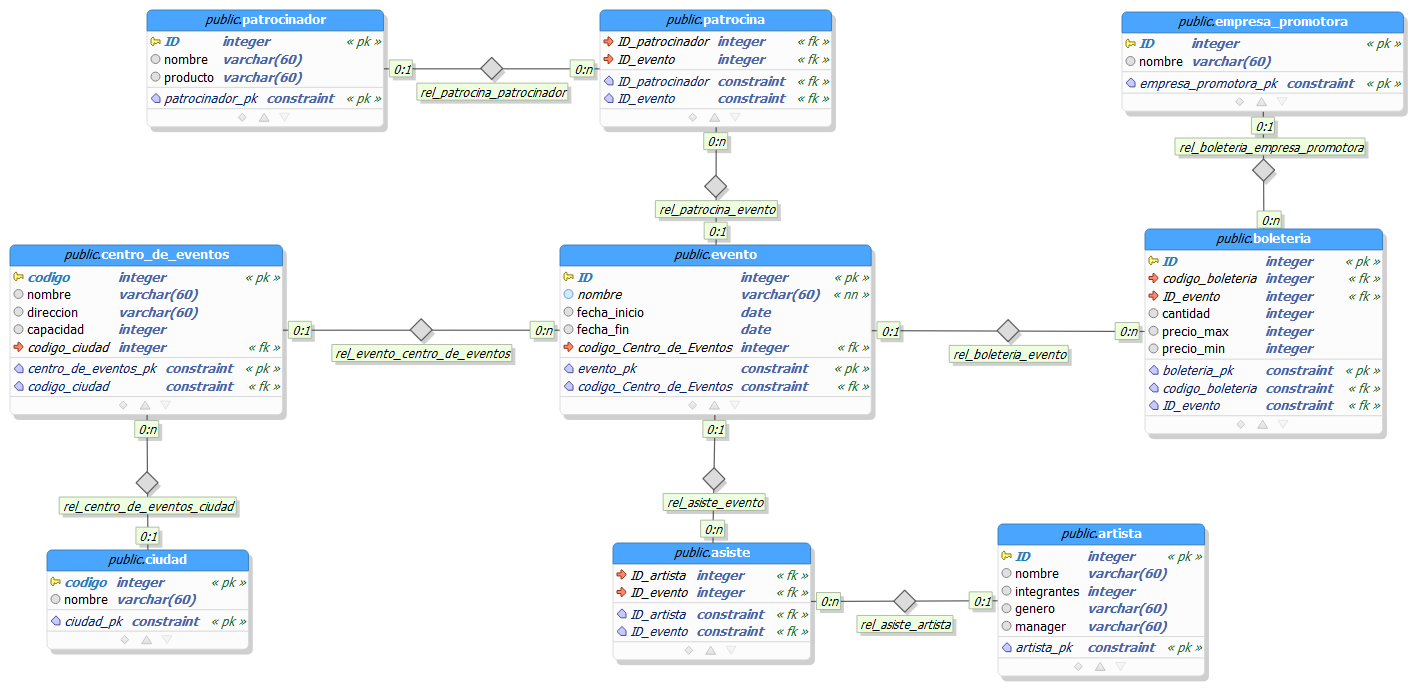 public.patrocinador
ID integer « pk »
nombre varchar(60)
producto varchar(60)
patrocinador_pk constraint « pk »
0:1
rel_patrocina_patrocinador
0:n
public.patrocina
ID_patrocinador integer « fk »
ID_evento integer « fk »
ID_patrocinador constraint « fk »
ID_evento constraint « fk »
public.empresa_promotora
ID integer « pk »
nombre varchar(60)
empresa_promotora_pk constraint « pk »
0:n
rel_patrocina_evento
0:1
0:1
rel_boleteria_empresa_promotora
0:n
public.centro_de_eventos
codigo integer « pk »
nombre varchar(60)
direccion varchar(60)
capacidad integer
codigo_ciudad integer « fk »
centro_de_eventos_pk constraint « pk »
codigo_ciudad constraint « fk »
0:1
rel_evento_centro_de_eventos
0:n
public.evento
ID integer « pk »
nombre varchar(60) « nn »
fecha_inicio date
fecha_fin date
codigo_Centro_de_Eventos integer « fk »
evento_pk constraint « pk »
codigo_Centro_de_Eventos constraint « fk »
0:1
rel_boleteria_evento
0:n
public.boleteria
ID integer « pk »
codigo_boleteria integer « fk »
ID_evento integer « fk »
cantidad integer
precio_max integer
precio_min integer
boleteria_pk constraint « pk »
codigo_boleteria constraint « fk »
ID_evento constraint « fk »
0:n
rel_centro_de_eventos_ciudad
0:1
0:1
rel_asiste_evento
0:n
public.ciudad
codigo integer « pk »
nombre varchar(60)
ciudad_pk constraint « pk »
public.asiste
ID_artista integer « fk »
ID_evento integer « fk »
ID_artista constraint « fk »
ID_evento constraint « fk »
0:n
rel_asiste_artista
0:1
public.artista
ID integer « pk »
nombre varchar(60)
integrantes integer
genero varchar(60)
manager varchar(60)
artista_pk constraint « pk »